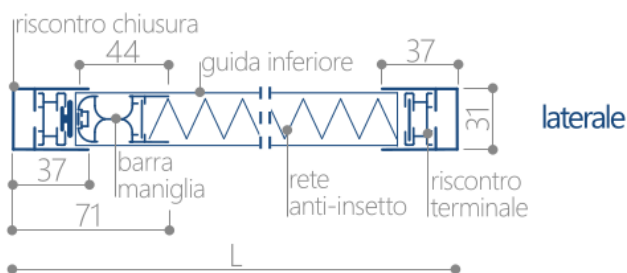 riscontro chiusura
44
37
guida inferiore
31
laterale
37
barra
maniglia
rete
anti-insetto
riscontro
terminale
71
L